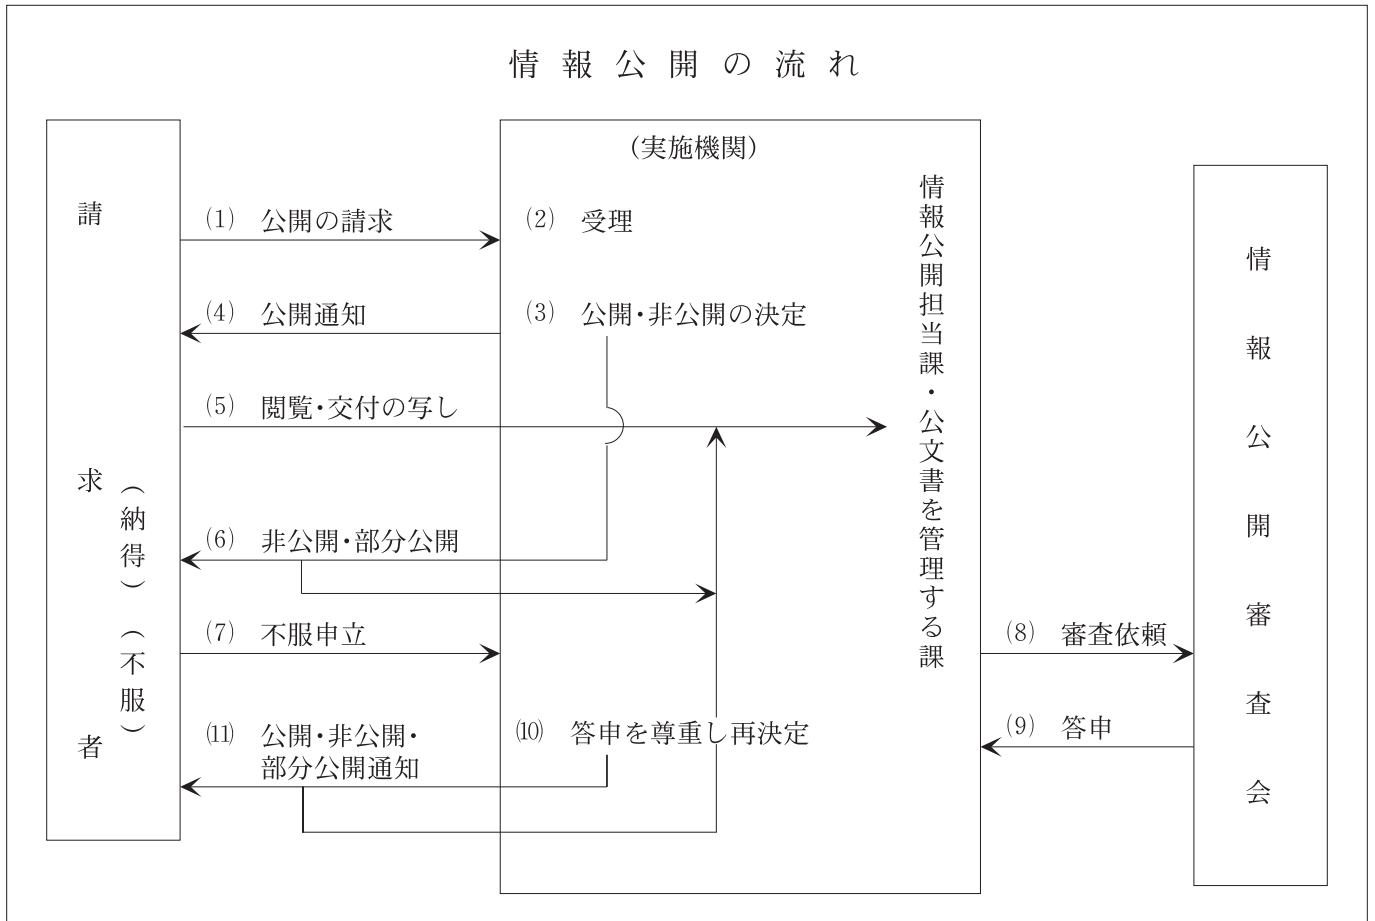 情報公開の流れ
請求者
(納得)
(不服)
(実施機関)
(1) 公開の請求
(2) 受理
(4) 公開通知
(3) 公開・非公開の決定
(5) 閲覧・交付の写し
(6) 非公開・部分公開
(7) 不服申立
(8) 審査依頼
(9) 答申
(10) 答申を尊重し再決定
(11) 公開・非公開・
部分公開通知
情報公開担当課・公文書を管理する課
情報公開審査会